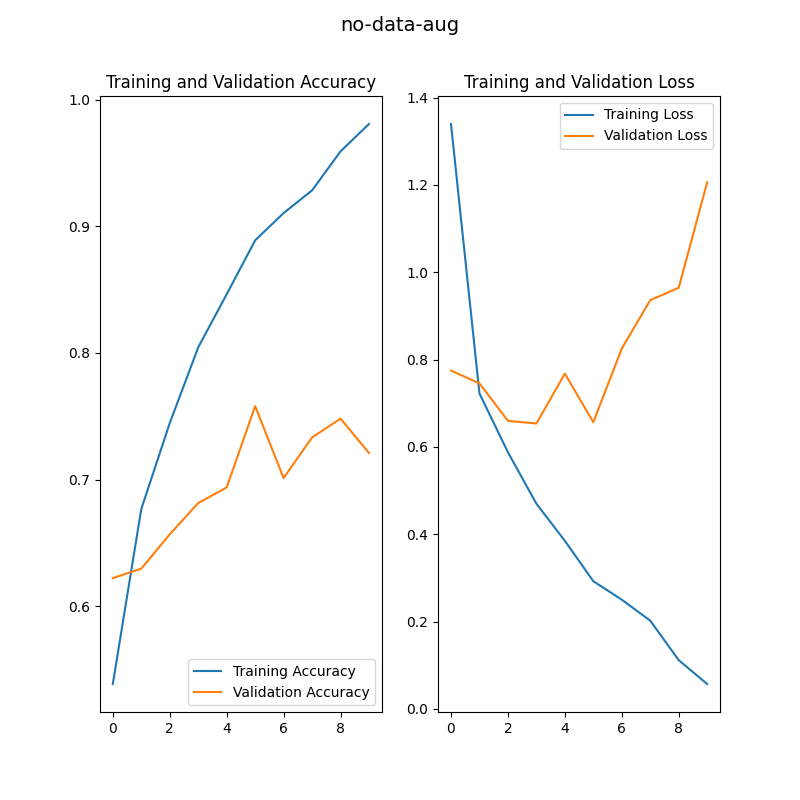 no-data-aug
Training and Validation Accuracy
1.0
0.9
0.8
0.7
0.6
0 2 4 6 8
Training Accuracy
Validation Accuracy
Training and Validation Loss
1.4
1.2
1.0
0.8
0.6
0.4
0.2
0.0
0 2 4 6 8
Training Loss
Validation Loss